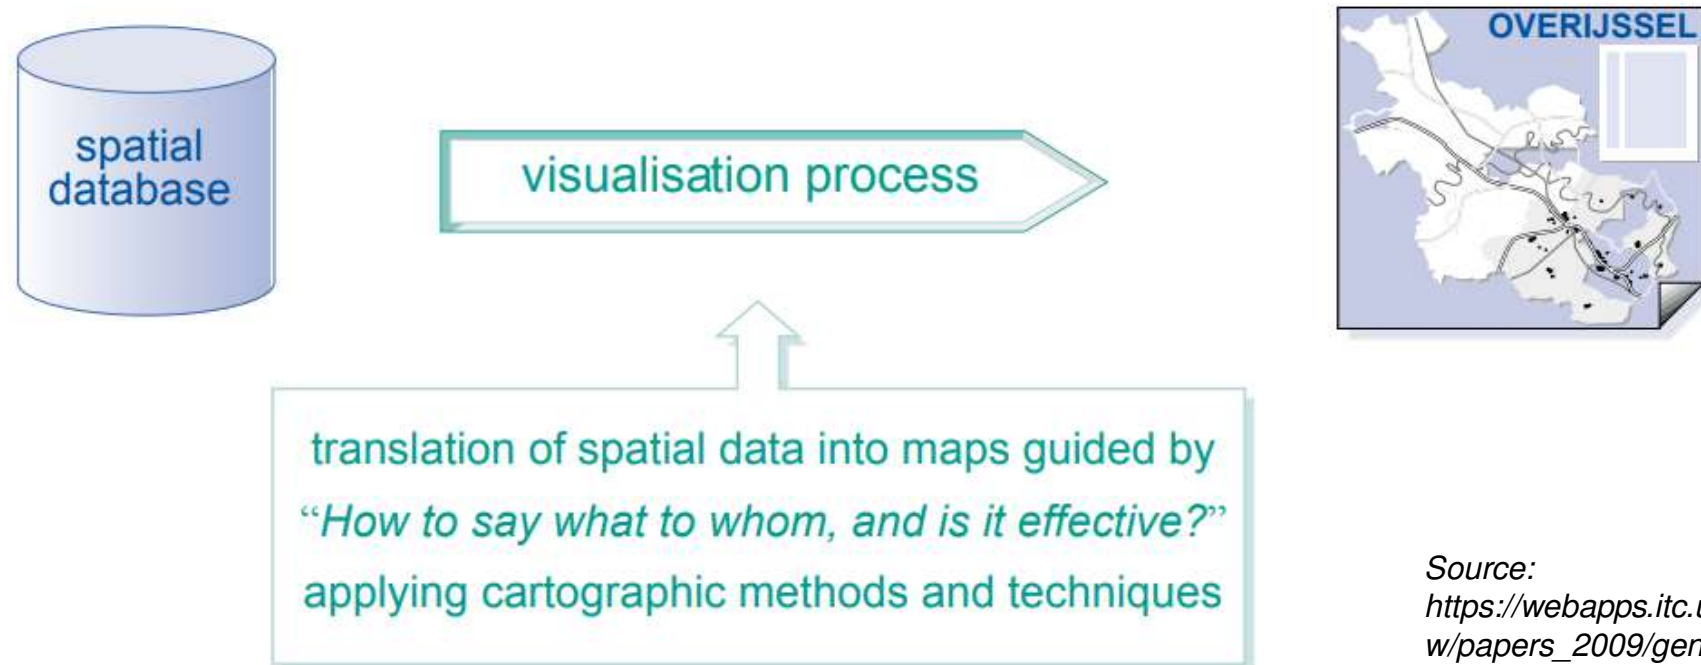 spatial
database
visualisation process
OVERIJSSEL
translation of spatial data into maps guided by
“How to say what to whom, and is it effective?”
applying cartographic methods and techniques
Source:
https://webapps.itc.u
w/papers_2009/gen